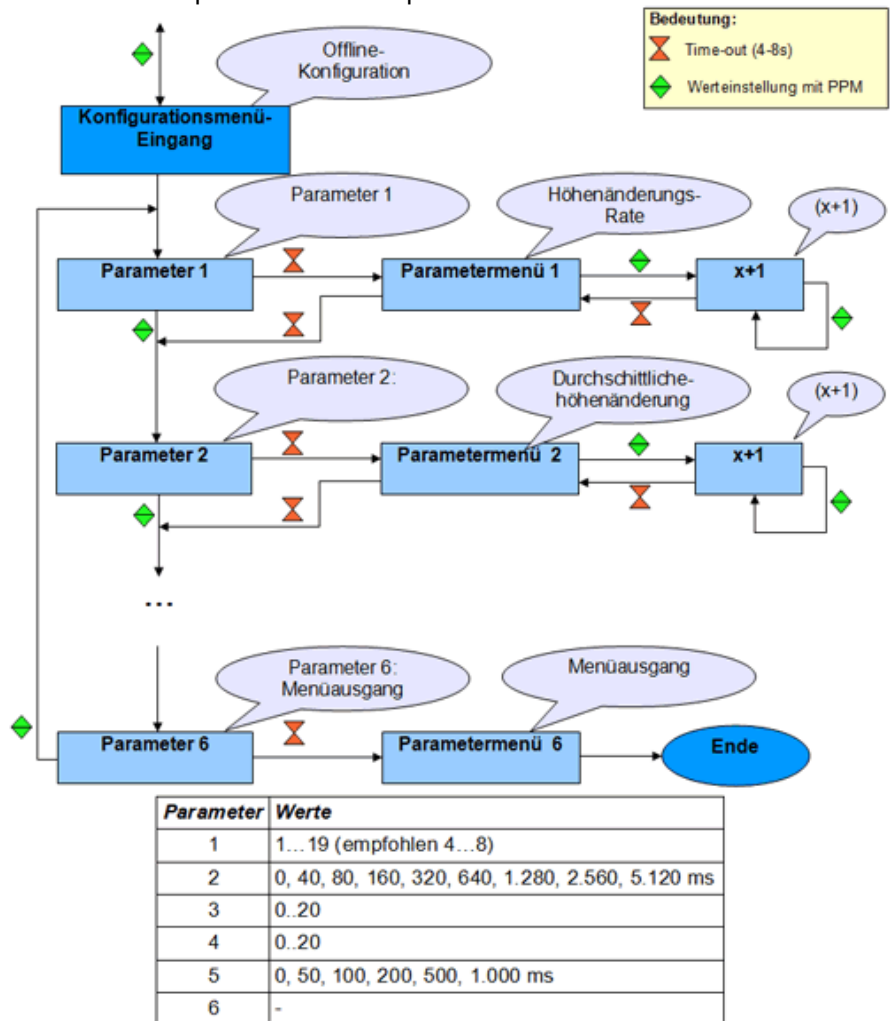 Bedeutung:
Time-out (4-8s)
Werteinstellung mit PPM
Offline-
Konfiguration
Konfigurationsmenü-
Eingang
Parameter 1
Höhenänderungs-
Rate
(x+1)
Parameter 1
Parametermenü 1
x+1
Parameter 2:
Durchschittliche-
höhenänderung
(x+1)
Parameter 2
Parametermenü 2
x+1
...
Parameter 6:
Menüausgang
Menüausgang
Parameter 6
Parametermenü 6
Ende
Parameter Werte
1 1...19 (empfohlen 4...8)
2 0, 40, 80, 160, 320, 640, 1.280, 2.560, 5.120 ms
3 0..20
4 0..20
5 0, 50, 100, 200, 500, 1.000 ms
6 -